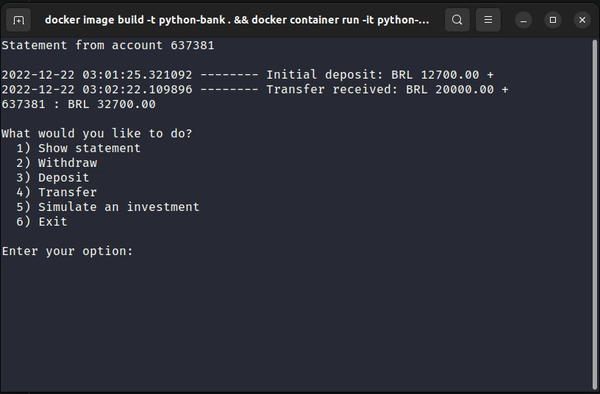 docker image build -t python-bank . && docker container run -it python-...
Statement from account 637381
2022-12-22 03:01:25.321092 -------- Initial deposit: BRL 12700.00 +
2022-12-22 03:02:22.109896 -------- Transfer received: BRL 20000.00 +
637381 : BRL 32700.00
What would you like to do?
1) Show statement
2) Withdraw
3) Deposit
4) Transfer
5) Simulate an investment
6) Exit
Enter your option: